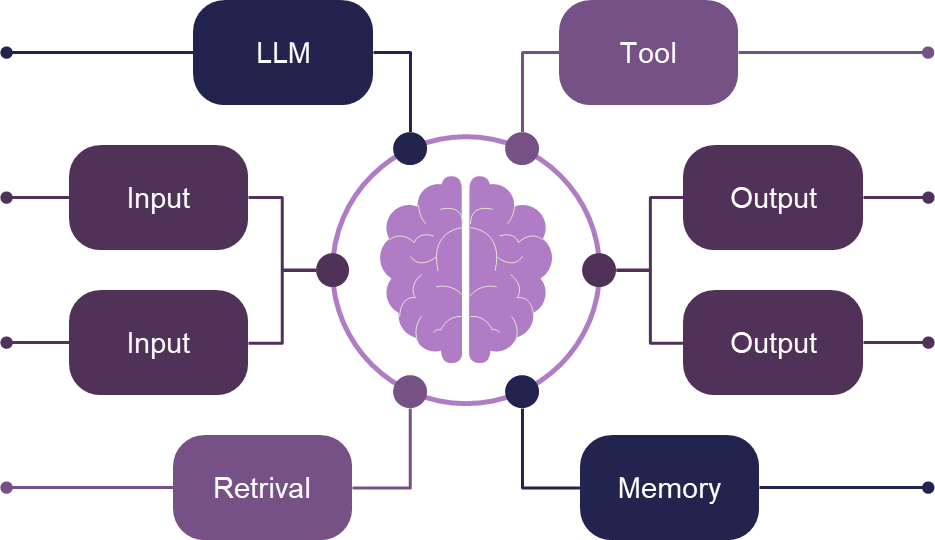 LLM
Tool
Input
Output
Input
Output
Retrival
Memory